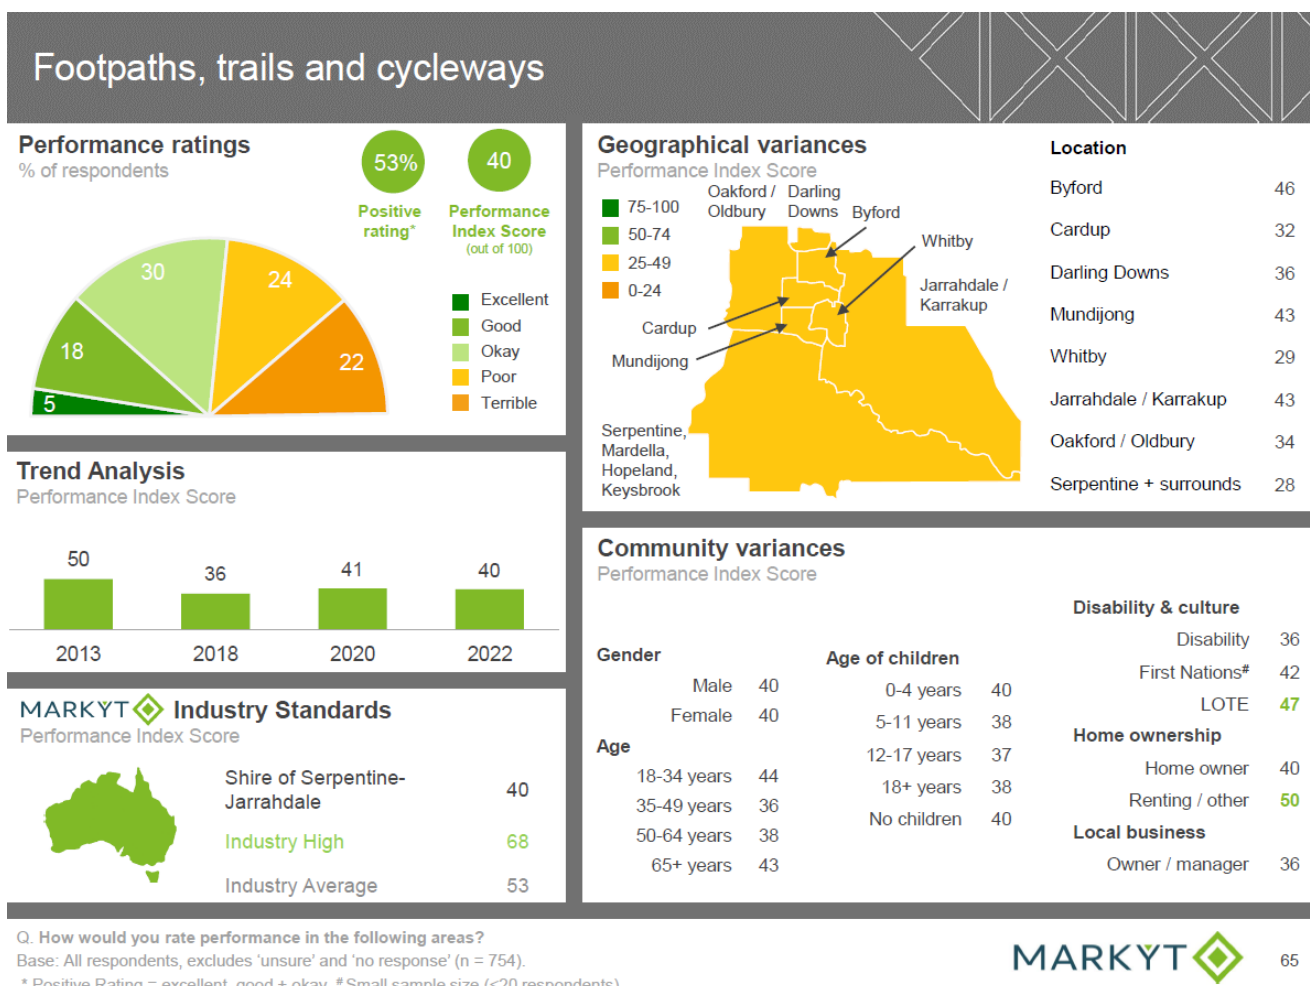 Footpaths, trails and cycleways
Performance ratings
% of respondents
53%
40
Positive
rating*
Performance
Index Score
(out of 100)
5
18
30
24
22
Excellent
Good
Okay
Poor
Terrible
Trend Analysis
Performance Index Score
50
36
41
40
2013
2018
2020
2022
MARKYT Industry Standards
Performance Index Score
Shire of Serpentine-
Jarrahdale 40
Industry High 68
Industry Average 53
Geographical variances
Performance Index Score
75-100
50-74
25-49
0-24
Oakford /
Oldbury
Darling
Downs
Byford
Whitby
Jarrahdale /
Karrakup
Cardup
Mundijong
Serpentine,
Mardella,
Hopeland,
Keysbrook
Location
Byford 46
Cardup 32
Darling Downs 36
Mundijong 43
Whitby 29
Jarrahdale / Karrakup 43
Oakford / Oldbury 34
Serpentine + surrounds 28
Community variances
Performance Index Score
Gender
Male 40
Female 40
Age
18-34 years 44
35-49 years 36
50-64 years 38
65+ years 43
Age of children
0-4 years 40
5-11 years 38
12-17 years 37
18+ years 38
No children 40
Disability & culture
Disability 36
First Nations# 42
LOTE 47
Home ownership
Home owner 40
Renting / other 50
Local business
Owner / manager 36
Q. How would you rate performance in the following areas?
Base: All respondents, excludes 'unsure' and 'no response' (n = 754).
* Positive Rating = excellent, good + okay # Small sample size (<20 respondents)
MARKYT
65